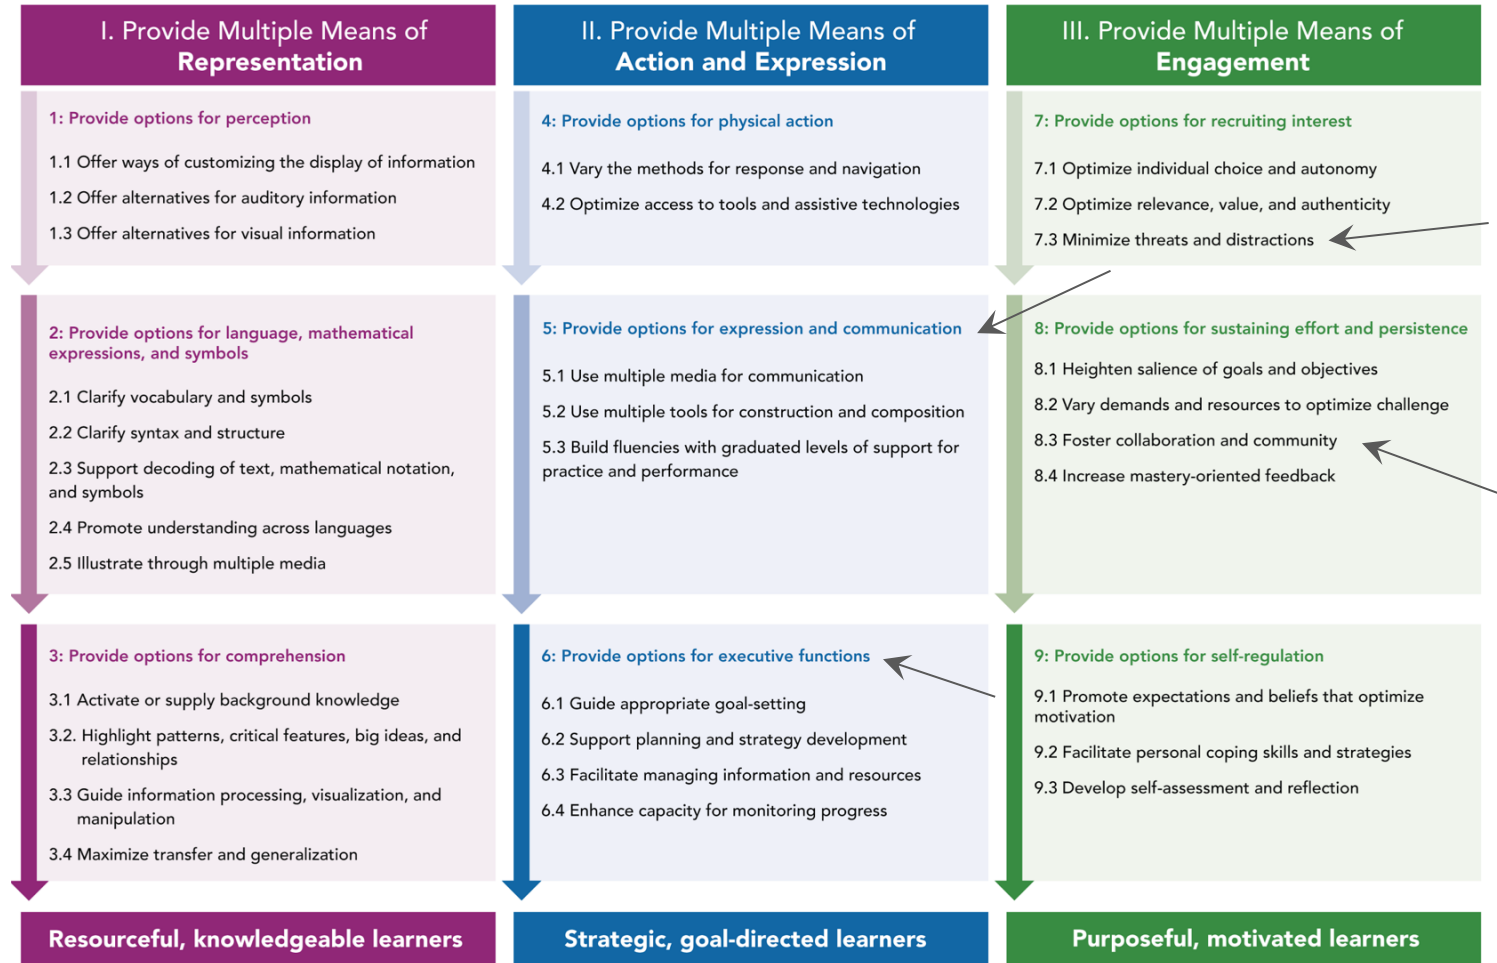 I. Provide Multiple Means of
Representation
1: Provide options for perception
1.1 Offer ways of customizing the display of information
1.2 Offer alternatives for auditory information
1.3 Offer alternatives for visual information
2: Provide options for language, mathematical
expressions, and symbols
2.1 Clarify vocabulary and symbols
2.2 Clarify syntax and structure
2.3 Support decoding of text, mathematical notation,
and symbols
2.4 Promote understanding across languages
2.5 Illustrate through multiple media
3: Provide options for comprehension
3.1 Activate or supply background knowledge
3.2. Highlight patterns, critical features, big ideas, and
relationships
3.3 Guide information processing, visualization, and
manipulation
3.4 Maximize transfer and generalization
Resourceful, knowledgeable learners
II. Provide Multiple Means of
Action and Expression
4: Provide options for physical action
4.1 Vary the methods for response and navigation
4.2 Optimize access to tools and assistive technologies
5: Provide options for expression and communication
5.1 Use multiple media for communication
5.2 Use multiple tools for construction and composition
5.3 Build fluencies with graduated levels of support for
practice and performance
6: Provide options for executive functions
6.1 Guide appropriate goal-setting
6.2 Support planning and strategy development
6.3 Facilitate managing information and resources
6.4 Enhance capacity for monitoring progress
Strategic, goal-directed learners
III. Provide Multiple Means of
Engagement
7: Provide options for recruiting interest
7.1 Optimize individual choice and autonomy
7.2 Optimize relevance, value, and authenticity
7.3 Minimize threats and distractions
8: Provide options for sustaining effort and persistence
8.1 Heighten salience of goals and objectives
8.2 Vary demands and resources to optimize challenge
8.3 Foster collaboration and community
8.4 Increase mastery-oriented feedback
9: Provide options for self-regulation
9.1 Promote expectations and beliefs that optimize
motivation
9.2 Facilitate personal coping skills and strategies
9.3 Develop self-assessment and reflection
Purposeful, motivated learners